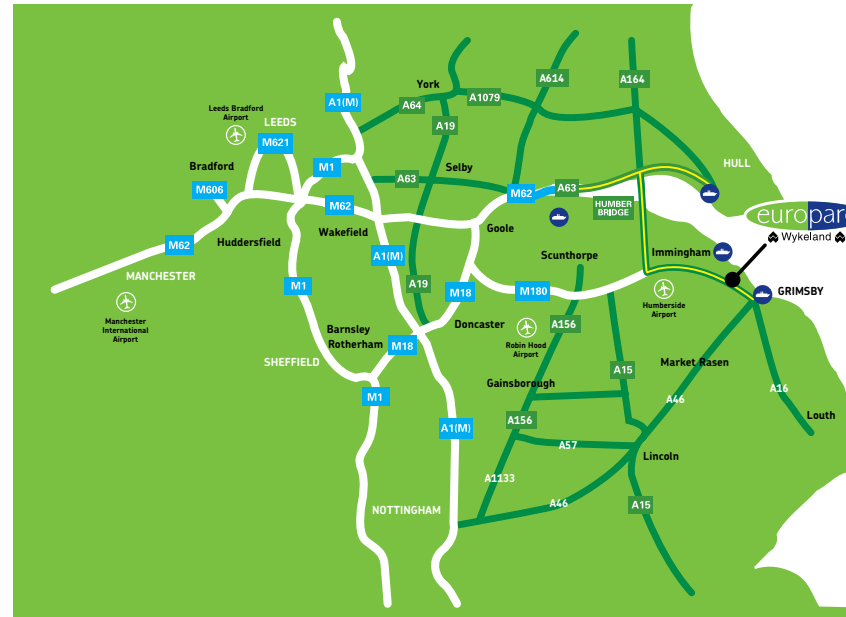 York
A614
A164
A1(M)
A64
A1079
Leeds Bradford
Airport
LEEDS
A19
M621
HULL
Bradford
M1
Selby
M606
A63
M62
A63
M62
HUMBER
BRIDGE
europarc
Wykeland
Huddersfield
Wakefield
Goole
M62
A1(M)
Scunthorpe
Immingham
MANCHESTER
M1
A19
M18
M180
GRIMSBY
Manchester
International
Airport
Humberside
Airport
Barnsley
Rotherham
Doncaster
A156
M18
Robin Hood
Airport
SHEFFIELD
Market Rasen
A15
Gainsborough
M1
A46
A16
Louth
A156
A1(M)
A57
Lincoln
A1133
NOTTINGHAM
A46
A15